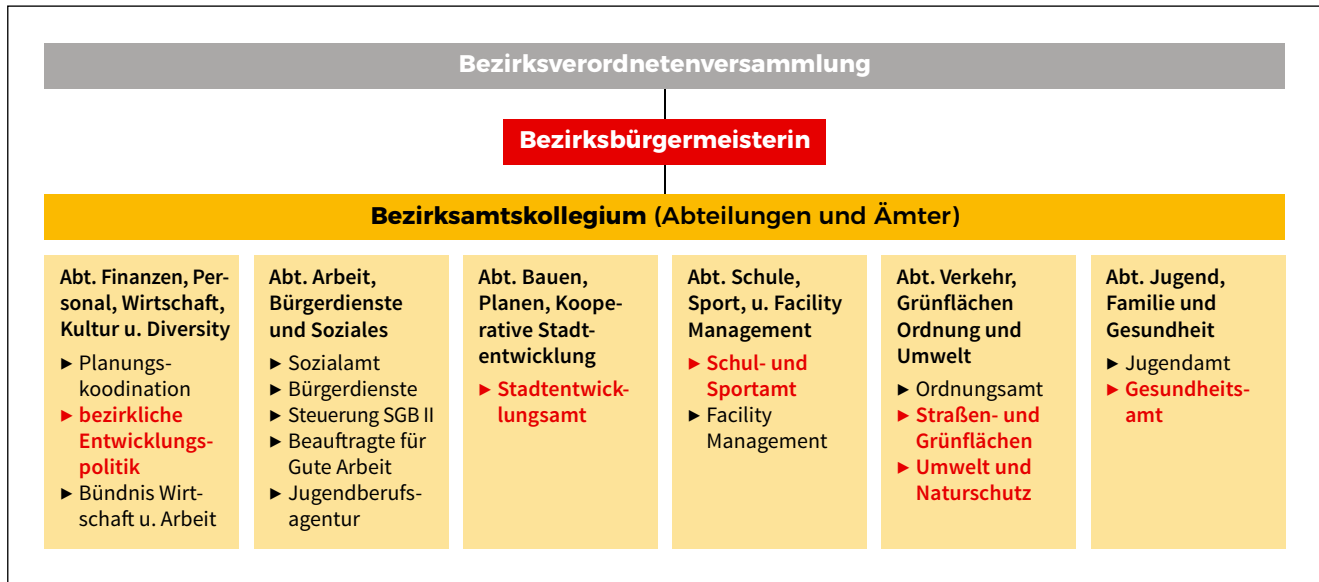 Bezirksverordnetenversammlung
Bezirksbürgermeisterin
Bezirksamtskollegium (Abteilungen und Ämter)
Abt. Finanzen, Per-
sonal, Wirtschaft,
Kultur u. Diversity
► Planungs-
koodination
► bezirkliche
Entwicklungs-
politik
► Bündnis Wirt-
schaft u. Arbeit
Abt. Arbeit,
Bürgerdienste
und Soziales
► Sozialamt
► Bürgerdienste
► Steuerung SGB II
► Beauftragte für
Gute Arbeit
► Jugendberufs-
agentur
Abt. Bauen,
Planen, Koope-
rative Stadt-
entwicklung
► Stadtentwick-
lungsamt
Abt. Schule,
Sport, u. Facility
Management
► Schul- und
Sportamt
► Facility
Management
Abt. Verkehr,
Grünflächen
Ordnung und
Umwelt
► Ordnungsamt
► Straßen- und
Grünflächen
► Umwelt und
Naturschutz
Abt. Jugend,
Familie und
Gesundheit
► Jugendamt
► Gesundheits-
amt